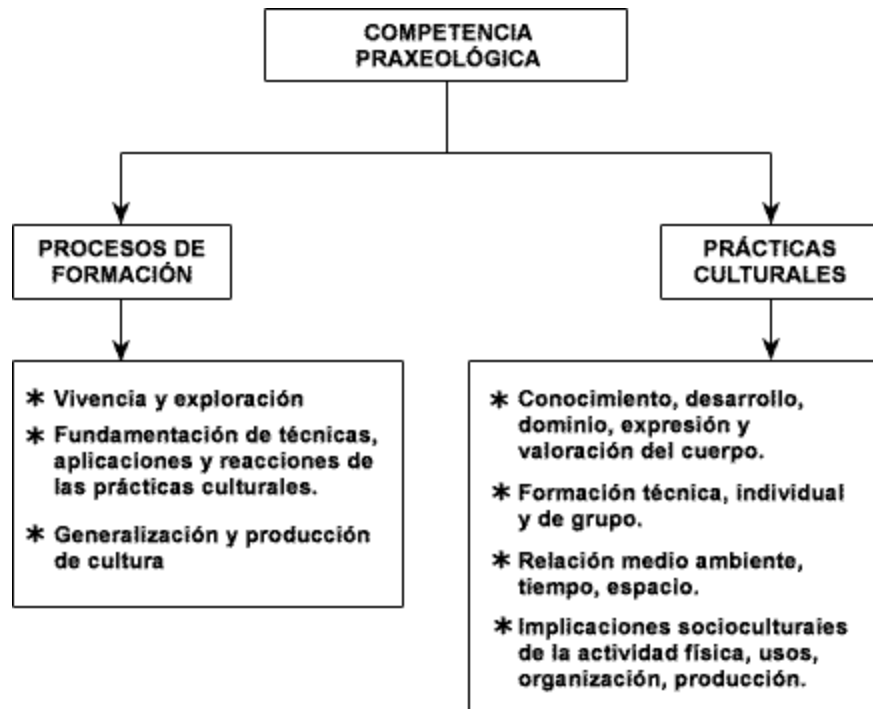 COMPETENCIA
PRAXEOLÓGICA
PROCESOS DE
FORMACIÓN
PRÁCTICAS
CULTURALES
* Vivencia y exploración
* Fundamentación de técnicas,
aplicaciones y reacciones de
las prácticas culturales.
* Generalización y producción
de cultura
* Conocimiento, desarrollo,
dominio, expresión y
valoración del cuerpo.
* Formación técnica, individual
y de grupo.
* Relación medio ambiente,
tiempo, espacio.
* Implicaciones socioculturales
de la actividad física, usos,
organización, producción.